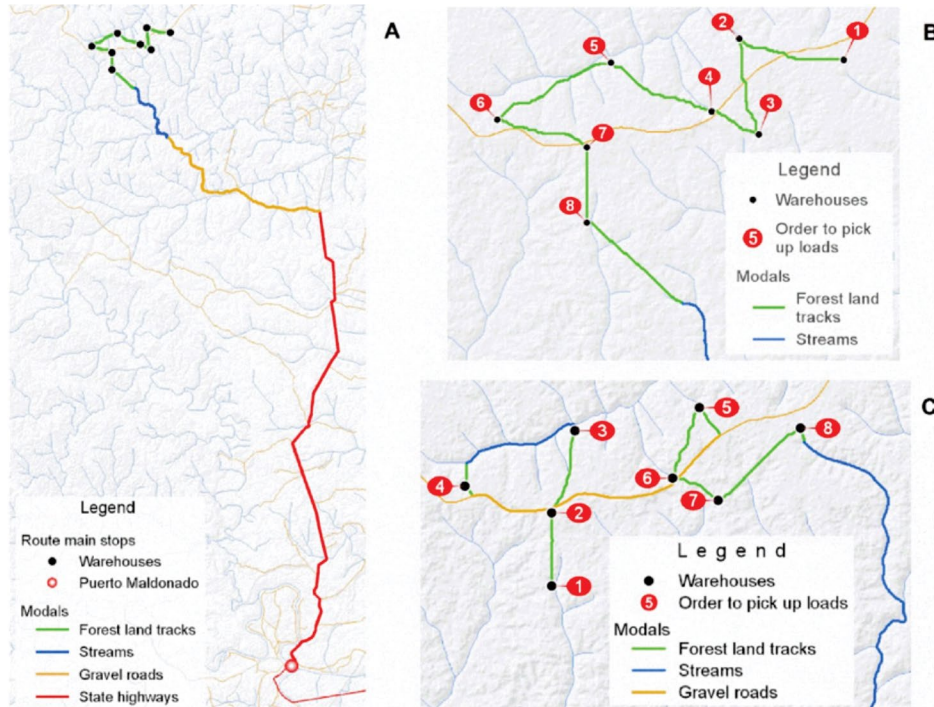 A
Legend
Route main stops
Warehouses
Puerto Maldonado
Modals
Forest land tracks
Streams
Gravel roads
State highways
B
1
2
3
4
5
6
7
8
Legend
Warehouses
5
Order to pick
up loads
Modals
Forest land
tracks
Streams
C
1
2
3
4
5
6
7
8
Legend
Warehouses
5
Order to pick up loads
Modals
Forest land tracks
Streams
Gravel roads